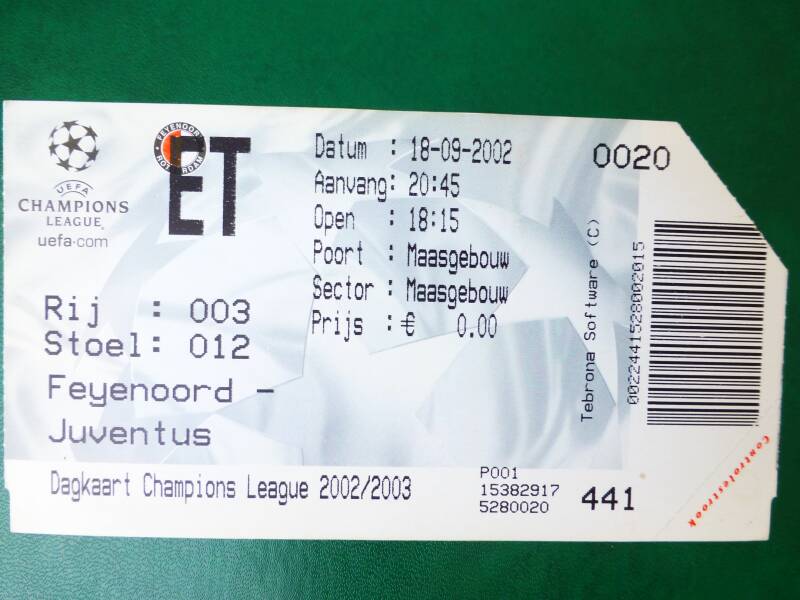 UEFA
CHAMPIONS
LEAGUE
uefa.com
FEYENOORD
ROTTERDAM
ET
Datum : 18-09-2002
Aanvang: 20:45
Open : 18:15
Poort : Maasgebouw
Sector : Maasgebouw
Prijs : € 0.00
0020
Rij : 003
Stoel: 012
Feyenoord -
Juventus
Dagkaart Champions League 2002/2003
P001
15382917
5280020
441
Tebrona Software (C)
0022441528002015
Controlestrook